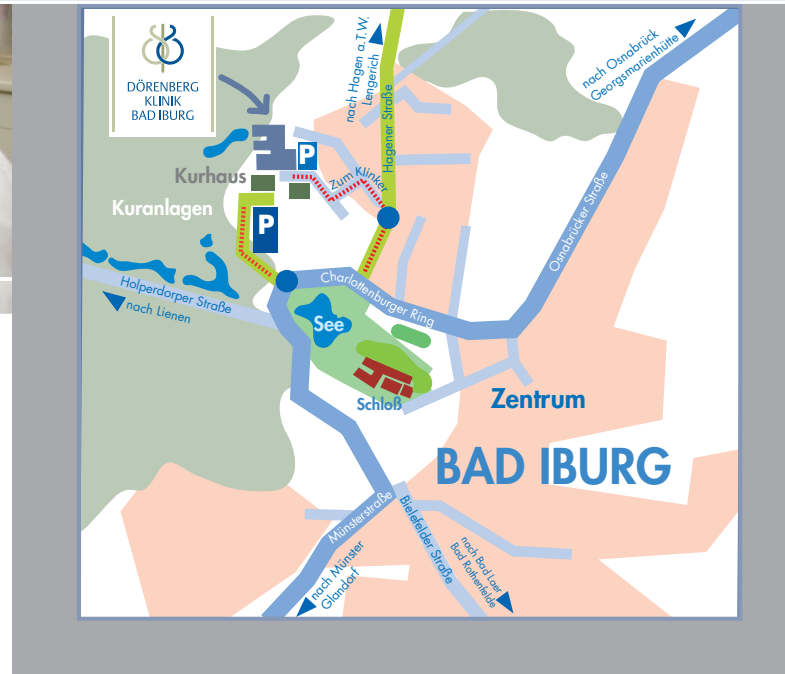 DÖRENBERG
KLINIK
BAD IBURG
nach Hagen a.T.W.
Lengerich
Hagener Straße
nach Osnabrück
Georgsmarienhütte
P
Kurhaus
Zum Klinker
Kuranlagen
P
Osnabrücker Straße
Holperdorper Straße
nach Lienen
Charlottenburger Ring
See
Schloß
Zentrum
BAD IBURG
Münsterstraße
Bielefelder Straße
nach Münster
Glandorf
nach Bad Laer
Bad Rothenfelde